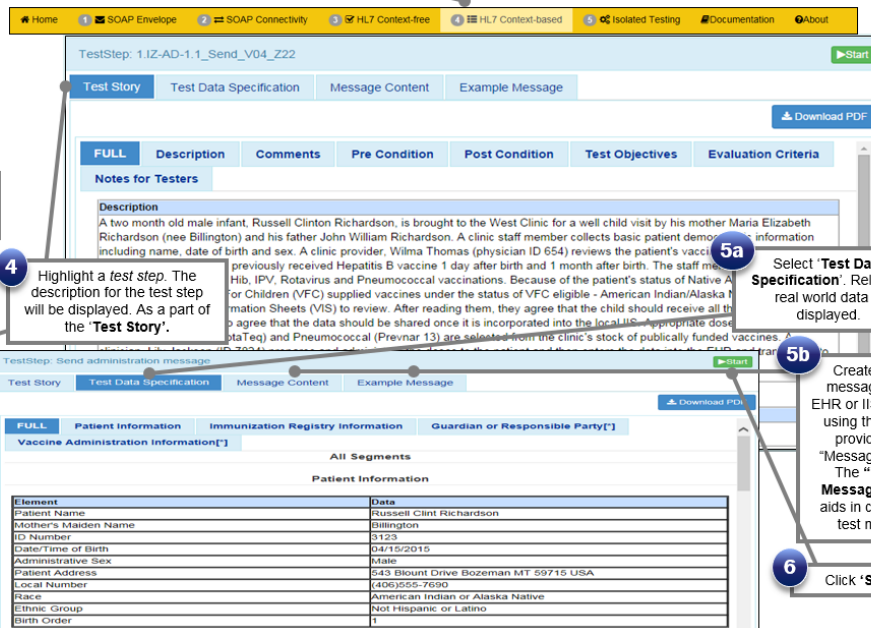 Home 1 SOAP Envelope 2 SOAP Connectivity 3 HL7 Context-free 4 HL7 Context-based 5 Isolated Testing Documentation About
TestStep: 1.IZ-AD-1.1_Send_V04_Z22
Start
Test Story Test Data Specification Message Content Example Message
Download PDF
FULL Description Comments Pre Condition Post Condition Test Objectives Evaluation Criteria
Notes for Testers
Description
A two month old male infant, Russell Clinton Richardson, is brought to the West Clinic for a well child visit by his mother Maria Elizabeth
Richardson (nee Billington) and his father John William Richardson. A clinic staff member collects basic patient information
including name, date of birth and sex. A clinic provider, Wilma Thomas (physician ID 654) reviews the patient's
previously received Hepatitis B vaccine 1 day after birth and 1 month after birth. The staff
Hib, IPV, Rotavirus and Pneumococcal vaccinations. Because of the patient's status of Native
for Children (VFC) supplied vaccines under the status of VFC eligible - American Indian/Alaska
mation Sheets (VIS) to review. After reading them, they agree that the child should receive all
agree that the data should be shared once it is incorporated into the local IIS. Appropriate
taTeq) and Pneumococcal (Prevnar 13) are selected from the clinic's stock of publically funded vaccines. A
4
Highlight a test step. The
description for the test step
will be displayed. As a part of
the 'Test Story'.
5a
Select 'Test Da
Specification'. Rel
real world data
displayed.
TestStep: Send administration message
Start
Test Story Test Data Specification Message Content Example Message
Download PDF
FULL Patient Information Immunization Registry Information Guardian or Responsible Party[*]
Vaccine Administration Information[*]
All Segments
Patient Information
Element Data
Patient Name Russell Clint Richardson
Mother's Maiden Name Billington
ID Number 3123
Date/Time of Birth 04/15/2015
Administrative Sex Male
Patient Address 543 Blount Drive Bozeman MT 59715 USA
Local Number (406)555-7690
Race American Indian or Alaska Native
Ethnic Group Not Hispanic or Latino
Birth Order 1
5b
Create
messag
EHR or IIS
using th
provid
"Messag
The "
Messag
aids in c
test m
6
Click 'S